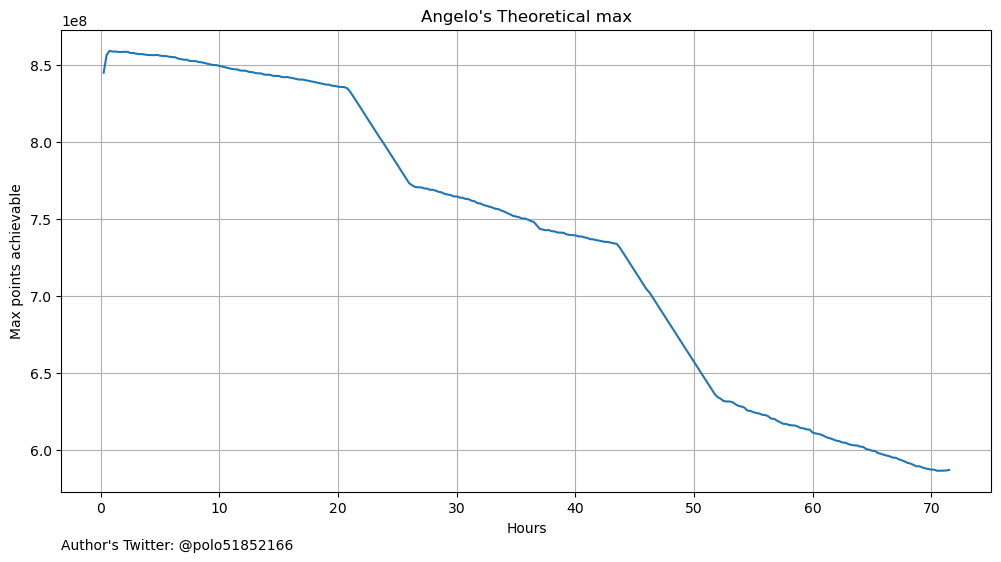 Angelo's Theoretical max
1e8
8.5
8.0
7.5
7.0
6.5
6.0
Max points achievable
0 10 20 30 40 50 60 70
Hours
Author's Twitter: @polo51852166